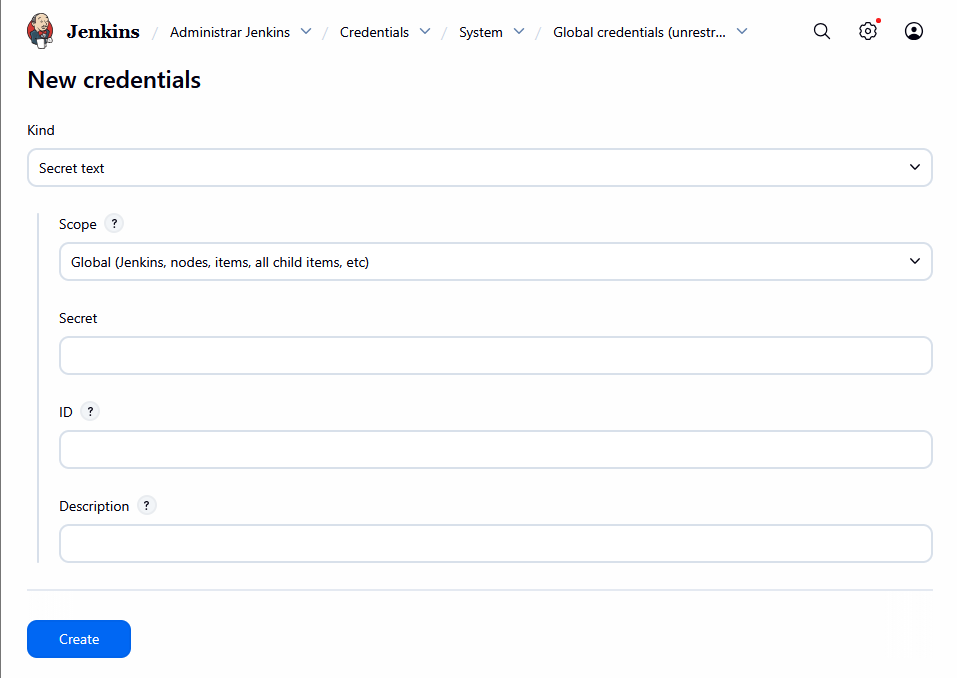 Jenkins / Administrar Jenkins / Credentials / System / Global credentials (unrestr...
New credentials
Kind
Secret text
Scope ?
Global (Jenkins, nodes, items, all child items, etc)
Secret
ID ?
Description ?
Create